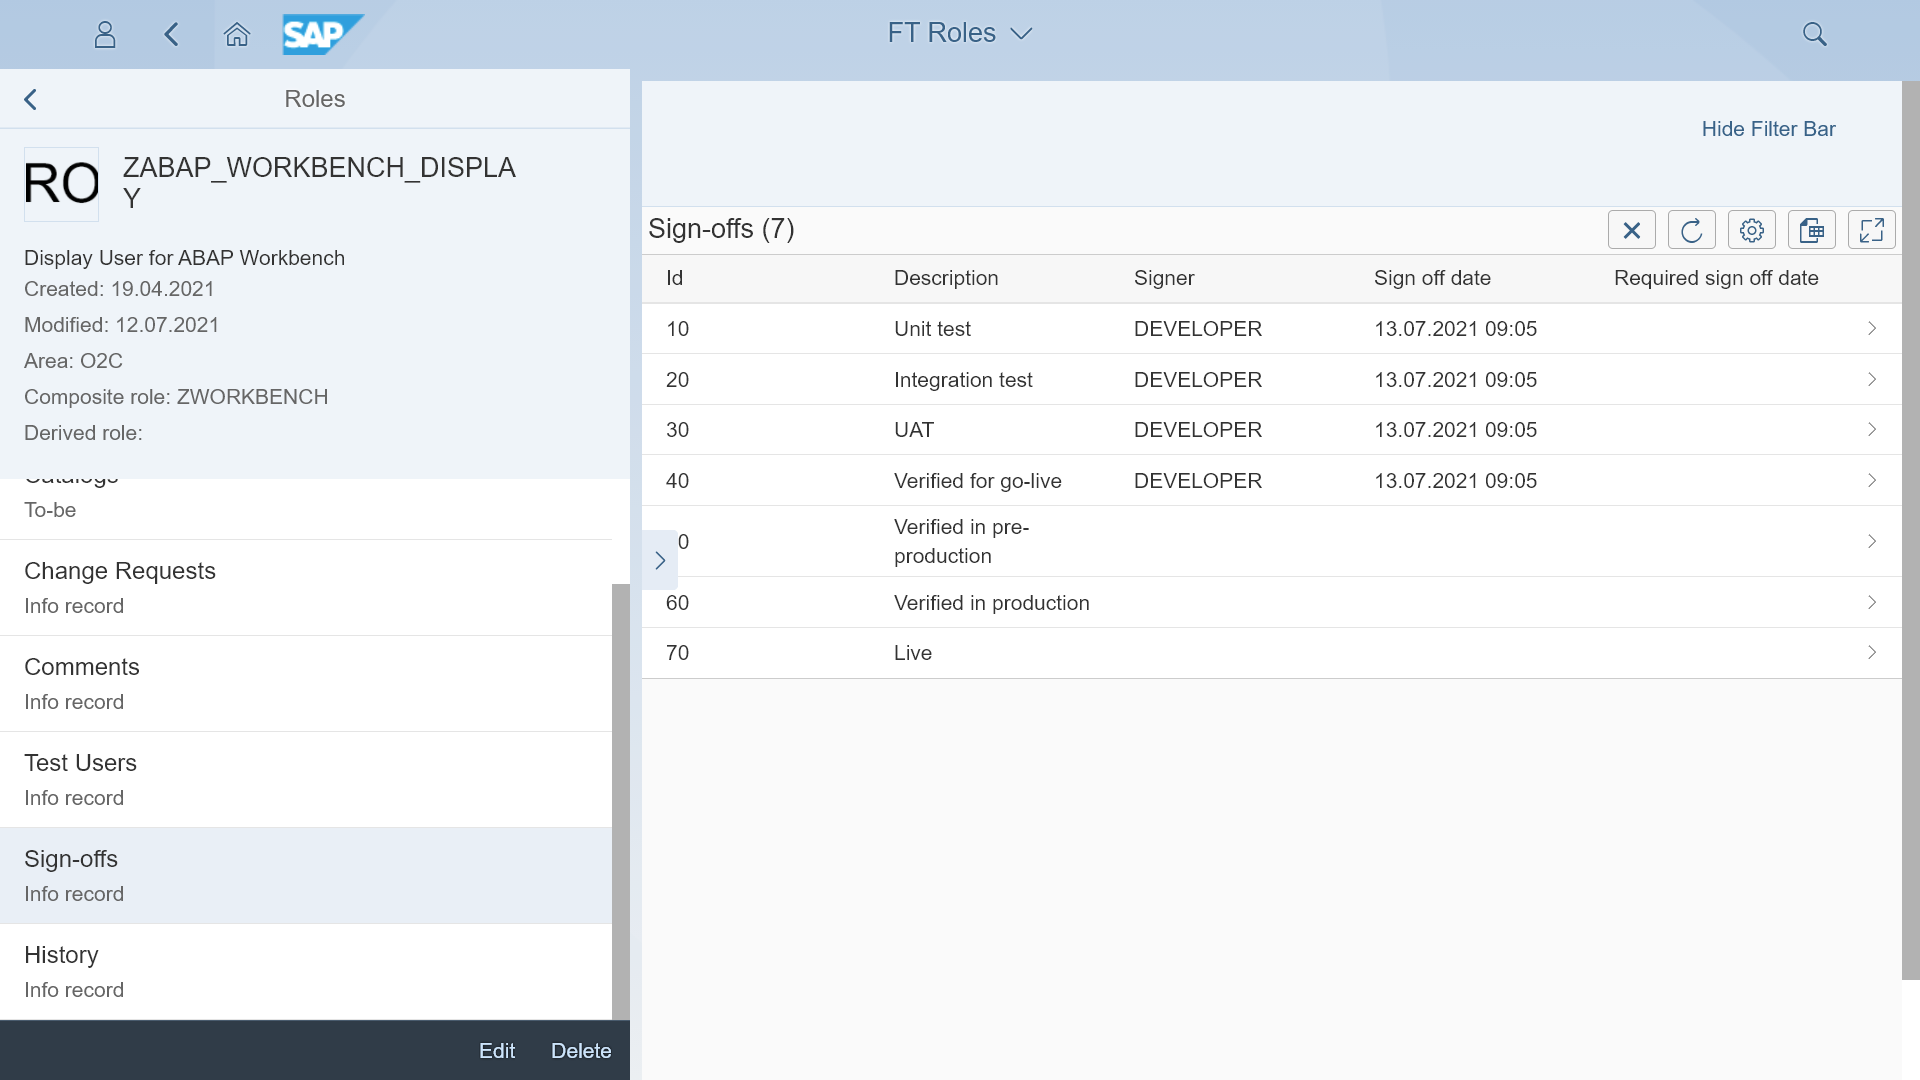 SAP
FT Roles
Roles
RO
ZABAP_WORKBENCH_DISPLA
Y
Display User for ABAP Workbench
Created: 19.04.2021
Modified: 12.07.2021
Area: O2C
Composite role: ZWORKBENCH
Derived role:
Catalogs
To-be
Change Requests
Info record
Comments
Info record
Test Users
Info record
Sign-offs
Info record
History
Info record
Edit Delete
Hide Filter Bar
Sign-offs (7)
Id Description Signer Sign off date Required sign off date
10 Unit test DEVELOPER 13.07.2021 09:05
20 Integration test DEVELOPER 13.07.2021 09:05
30 UAT DEVELOPER 13.07.2021 09:05
40 Verified for go-live DEVELOPER 13.07.2021 09:05
0 Verified in pre-
production
60 Verified in production
70 Live